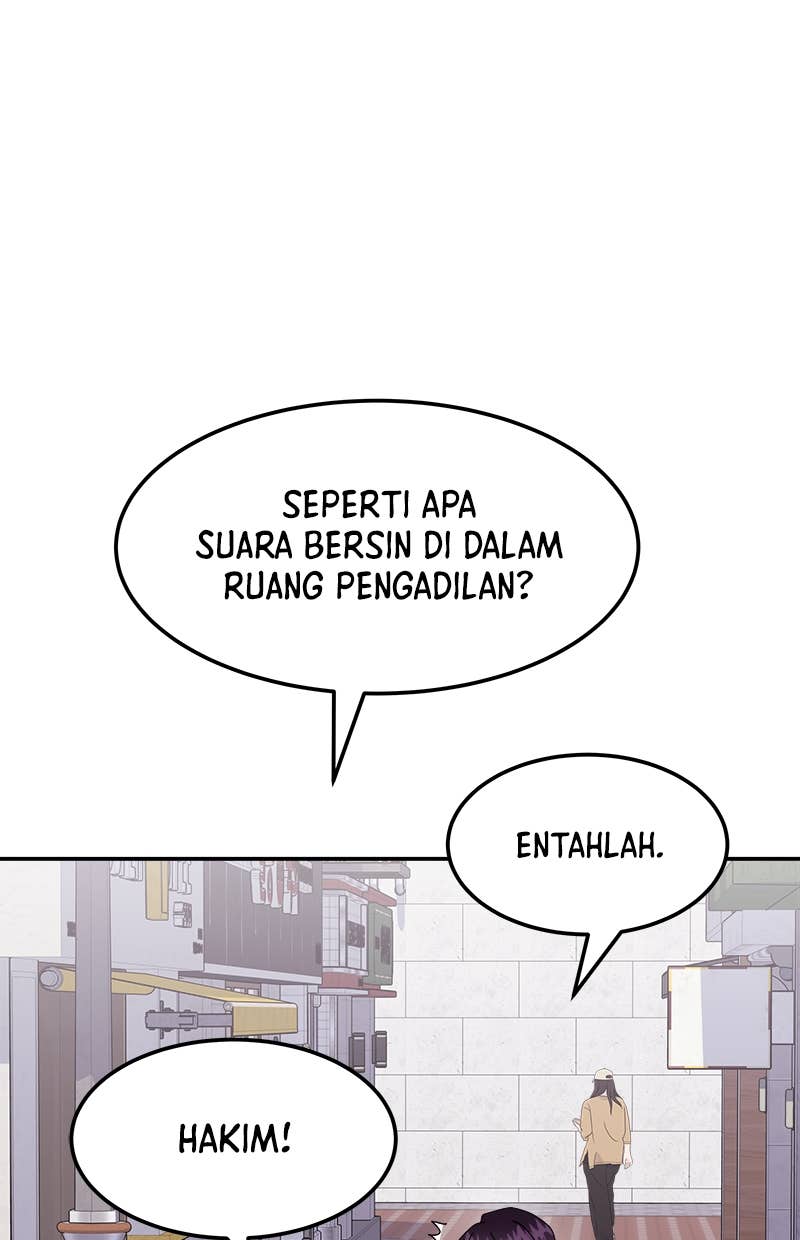 SEPERTI APA
SUARA BERSIN DI DALAM
RUANG PENGADILAN?
ENTAHLAH.
HAKIM!